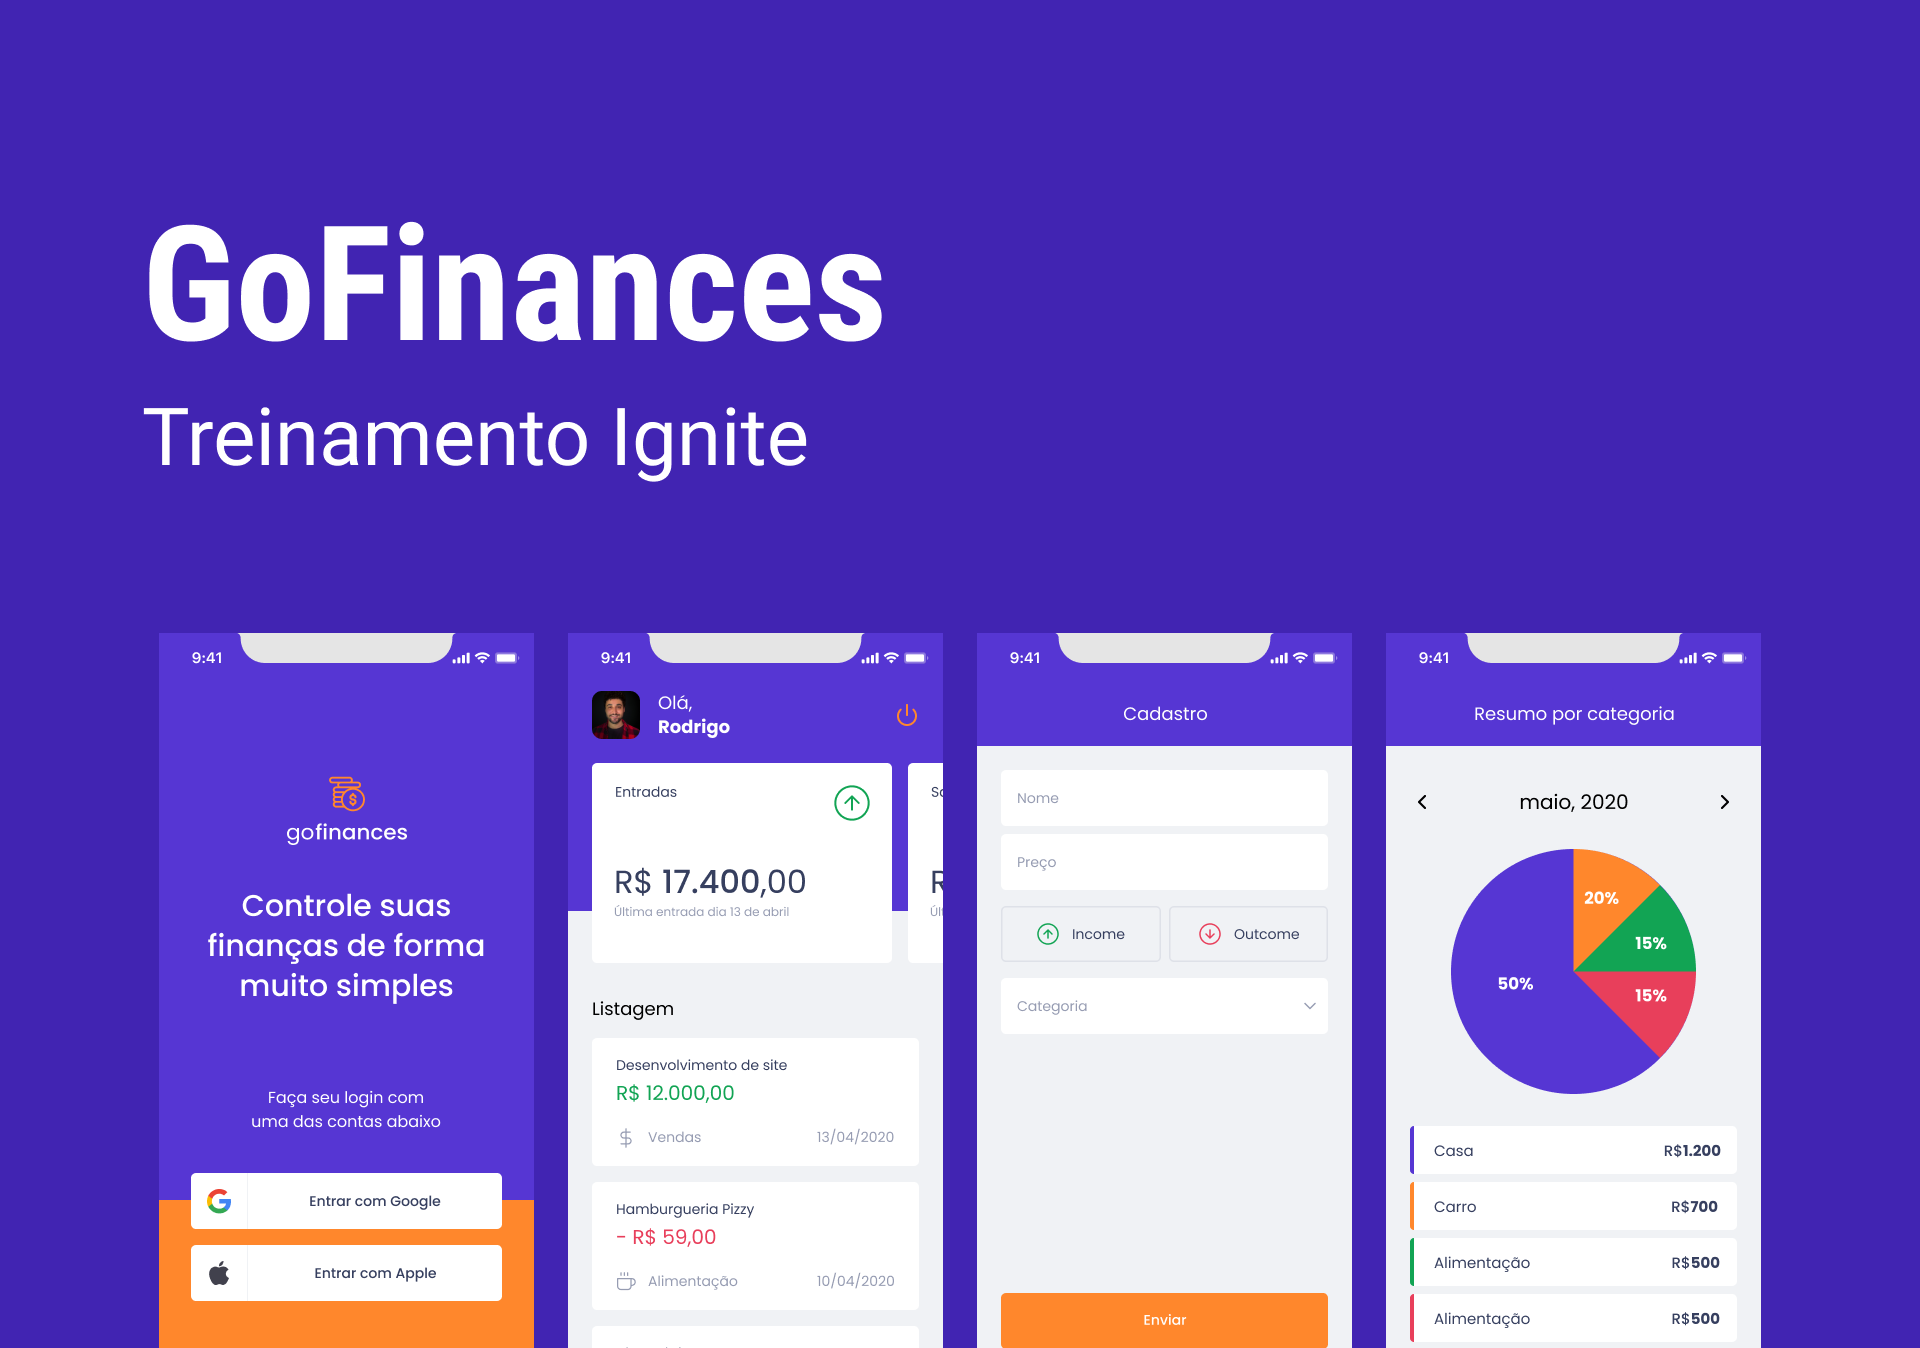 GoFinances
Treinamento Ignite
9:41
gofinances
Controle suas
finanças de forma
muito simples
Faça seu login com
uma das contas abaixo
Entrar com Google
Entrar com Apple
9:41
Olá,
Rodrigo
Entradas
R$ 17.400,00
Última entrada dia 13 de abril
Listagem
Desenvolvimento de site
R$ 12.000,00
Vendas
13/04/2020
Hamburgueria Pizzy
- R$ 59,00
Alimentação
10/04/2020
9:41
Cadastro
Nome
Preço
Income
Outcome
Categoria
Enviar
9:41
Resumo por categoria
maio, 2020
20%
15%
50%
15%
Casa
R$1.200
Carro
R$700
Alimentação
R$500
Alimentação
R$500